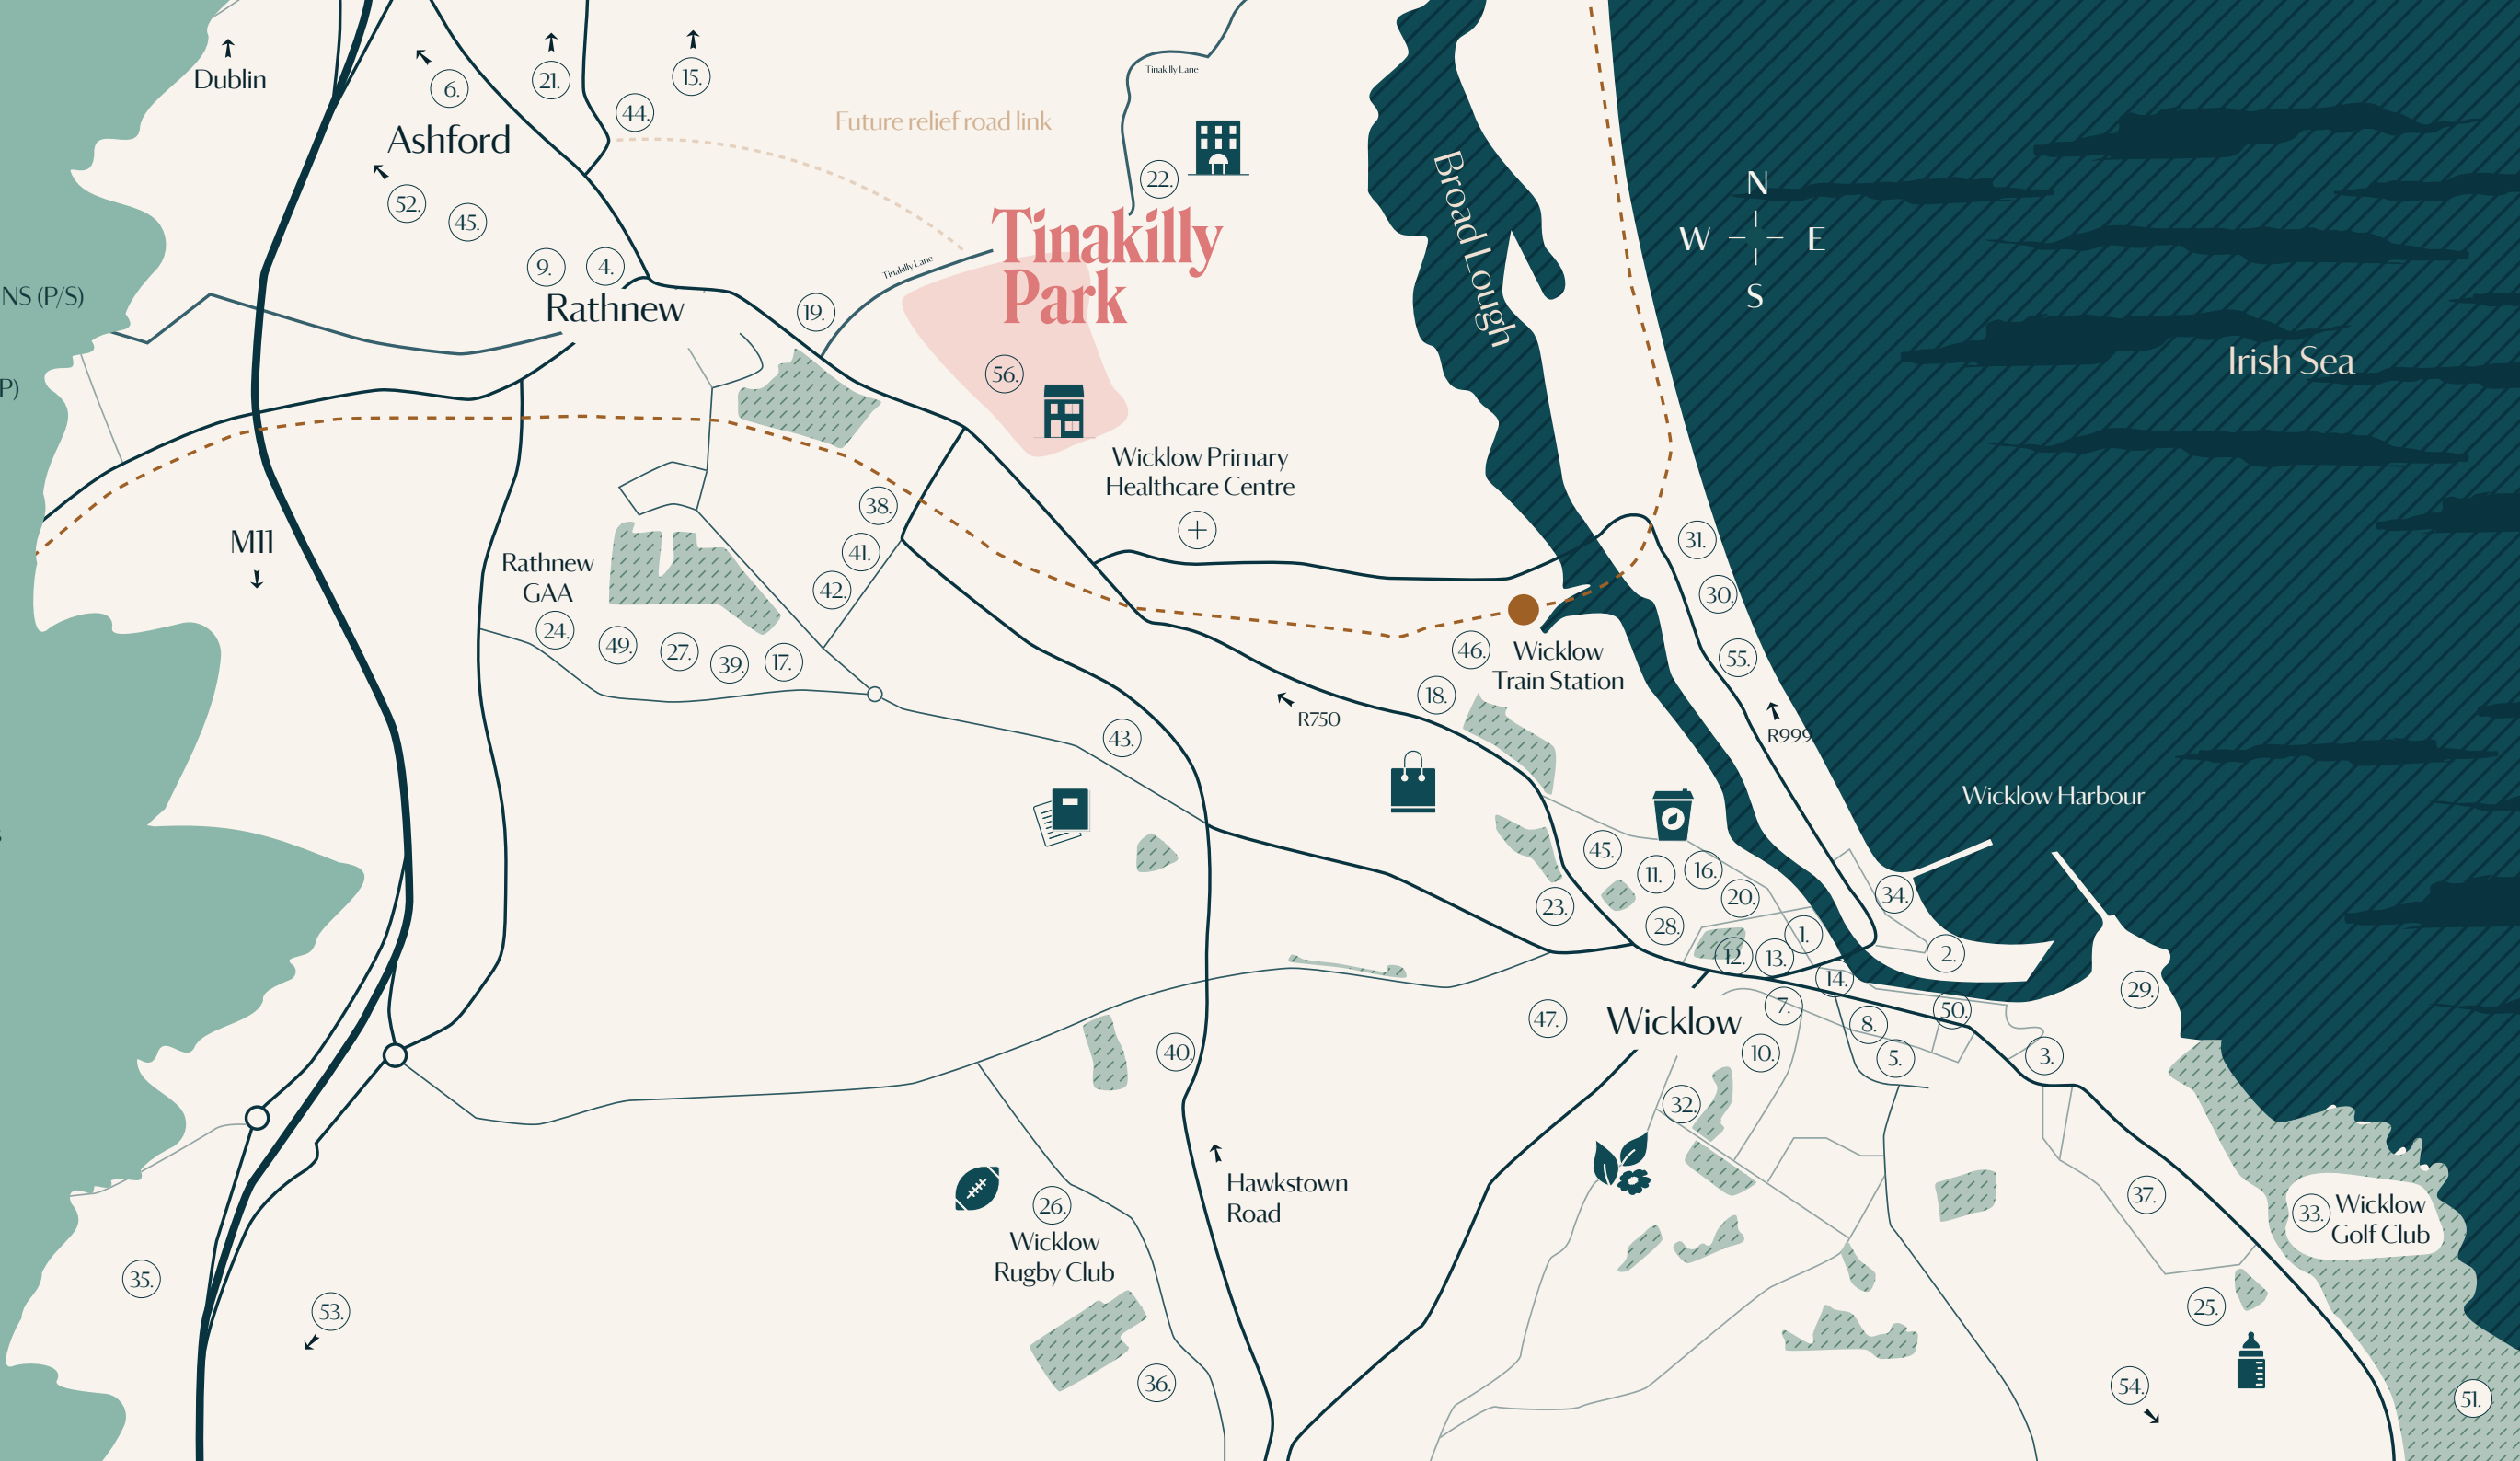 Dublin
6.
21.
15.
44.
Ashford
52.
45.
9.
4.
Rathnew
NS (P/S)
P)
Future relief road link
Tinakilly Lane
22.
Tinakilly
Park
Tinakilly Lane
19.
56.
Broad Lough
N
W
E
S
Irish Sea
Wicklow Primary
Healthcare Centre
M11
Rathnew
GAA
24.
49.
27.
39.
17.
38.
41.
42.
43.
31.
30.
55.
46.
Wicklow
Train Station
18.
R750
R999
Wicklow Harbour
45.
11.
16.
20.
23.
28.
34.
1.
12.
13.
2.
14.
29.
50.
7.
8.
47.
Wicklow
10.
5.
3.
40.
32.
Hawkstown
Road
26.
Wicklow
Rugby Club
37.
33.
Wicklow
Golf Club
35.
53.
25.
36.
54.
51.